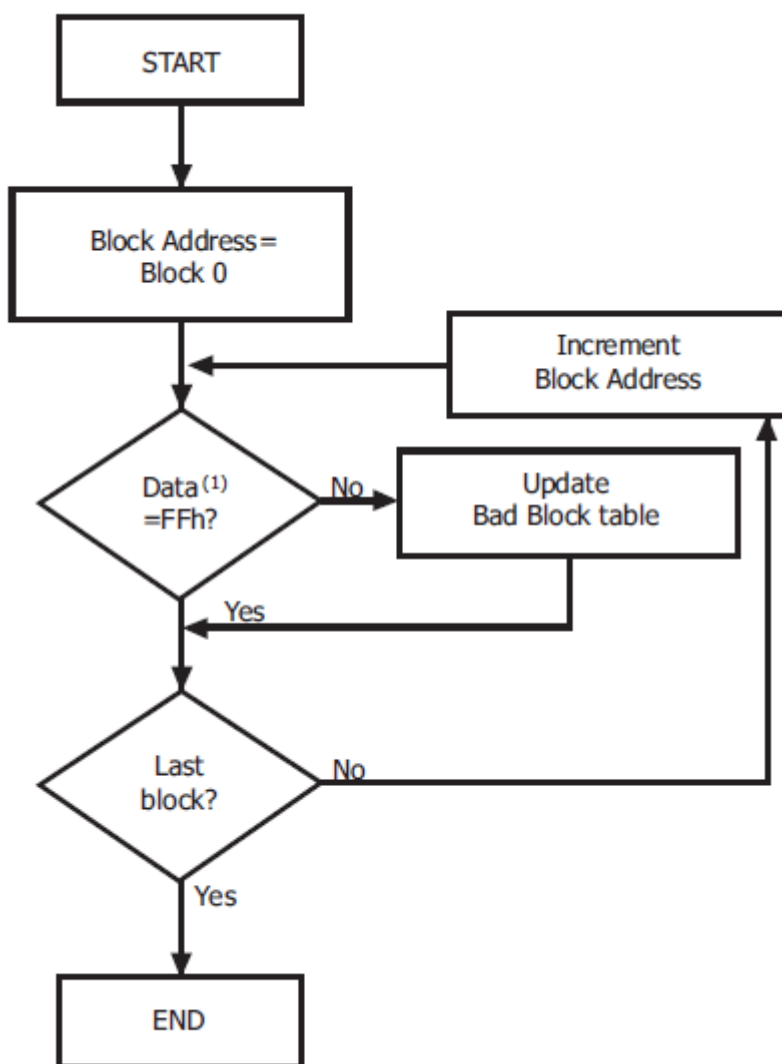 START
Block Address=
Block 0
Increment
Block Address
Data(1)
=FFh?
No
Update
Bad Block table
Yes
Last
block?
No
Yes
END